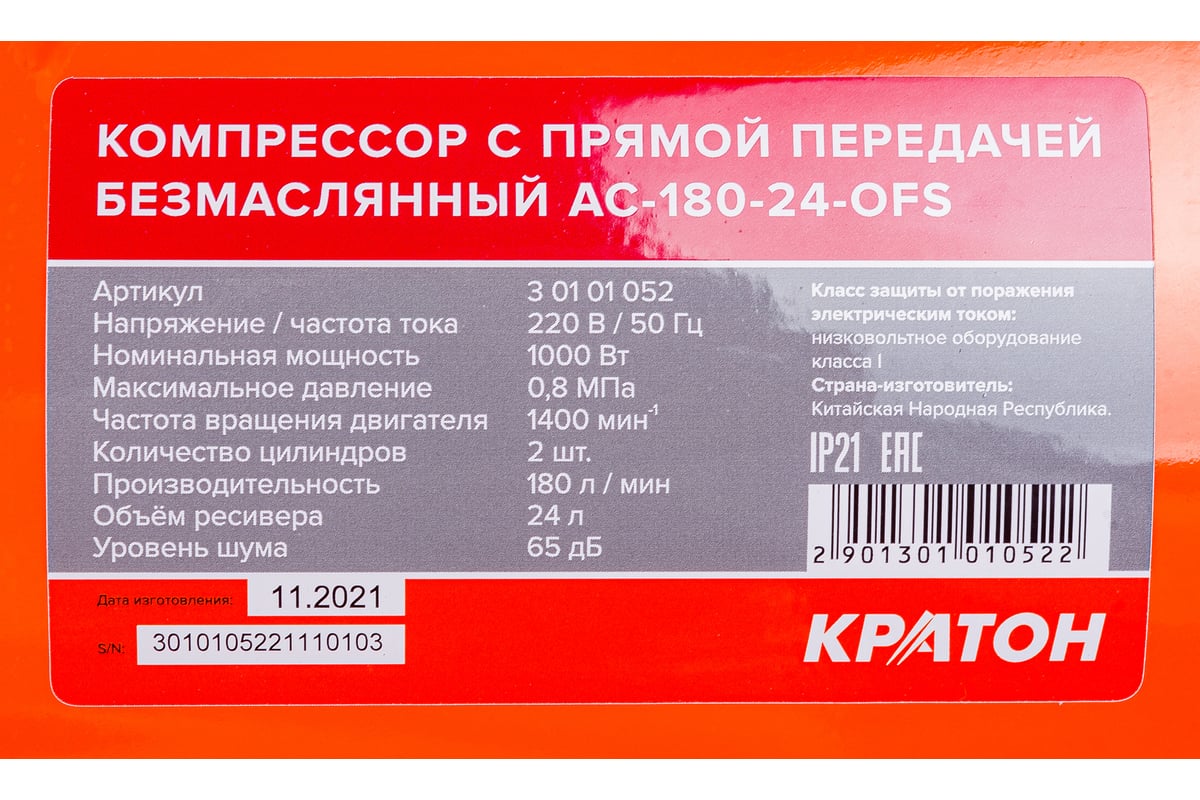 КОМПРЕССОР С ПРЯМОЙ ПЕРЕДАЧЕЙ
БЕЗМАСЛЯННЫЙ AC-180-24-OFS
Артикул 3 01 01 052
Напряжение / частота тока 220 В / 50 Гц
Номинальная мощность 1000 Вт
Максимальное давление 0,8 МПа
Частота вращения двигателя 1400 мин⁻¹
Количество цилиндров 2 шт.
Производительность 180 л / мин
Объём ресивера 24 л
Уровень шума 65 дБ
Класс защиты от поражения
электрическим током:
низковольтное оборудование
класса I
Страна-изготовитель:
Китайская Народная Республика.
IP21 EAC
2 901301 010522
Дата изготовления: 11.2021
S/N: 3010105221110103
КРАТОН